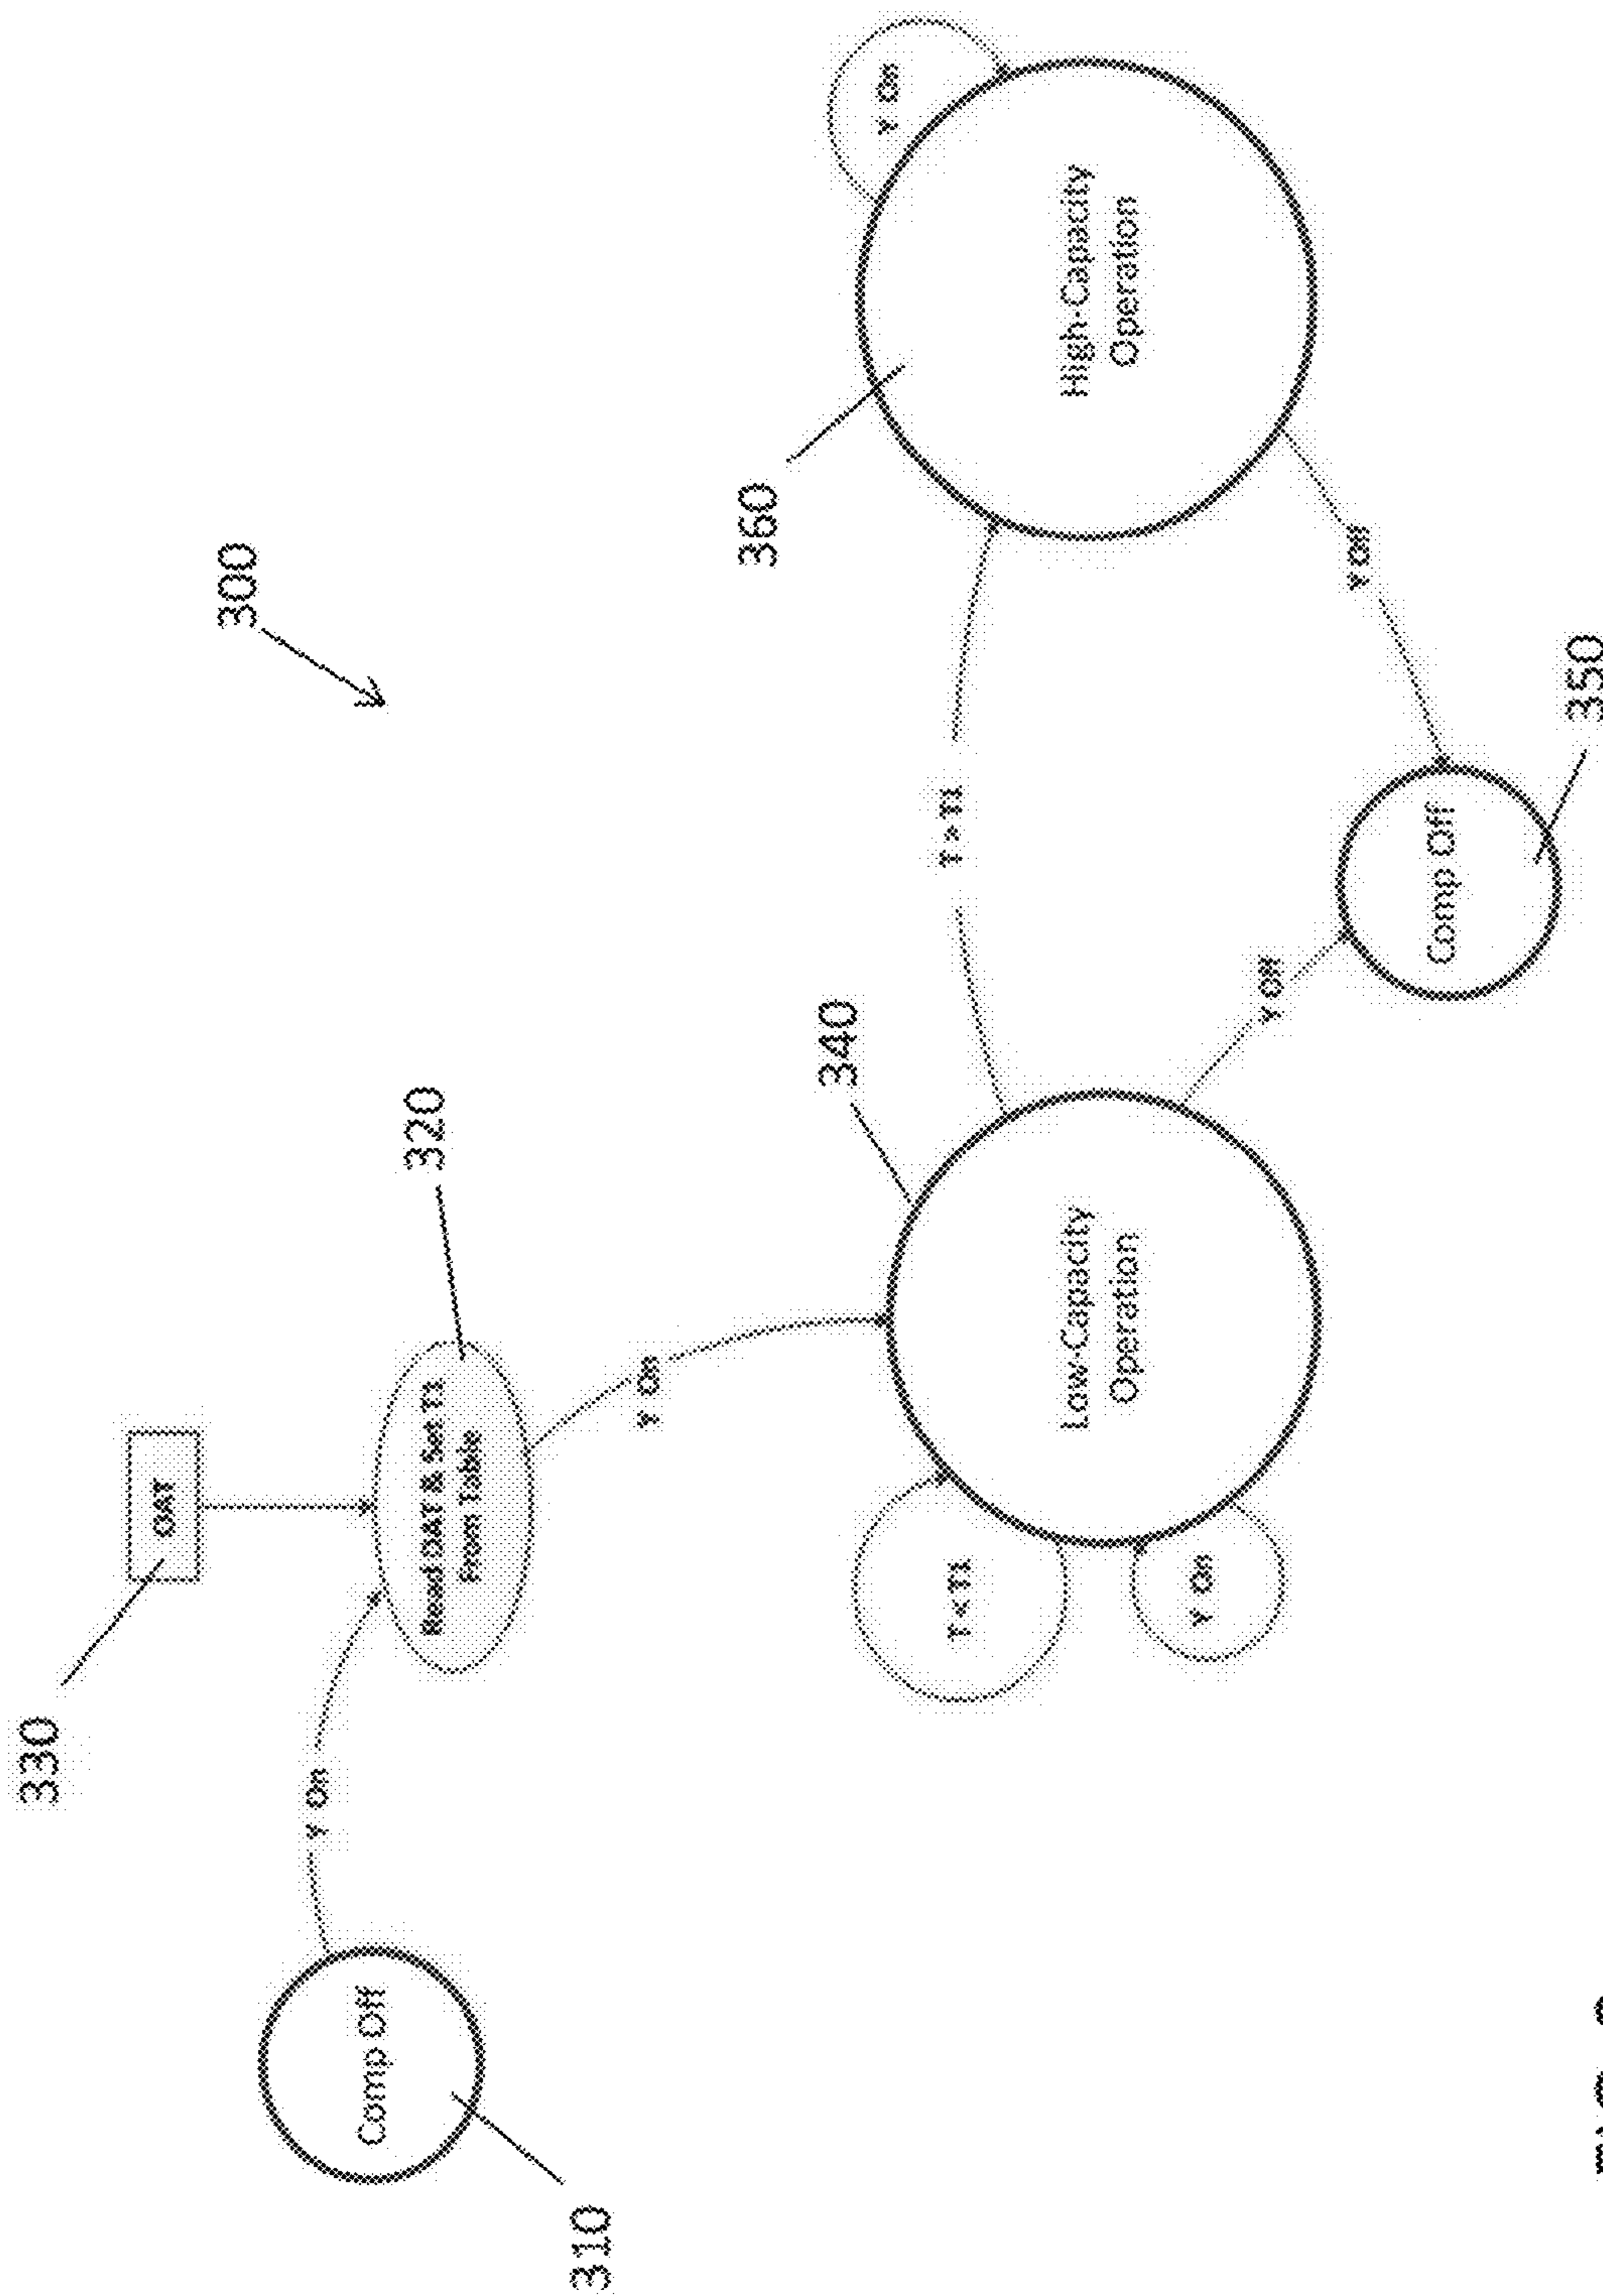 300
330
OAT
310
Comp Off
Y On
320
Read OAT & Set T1
From Table
Y On
340
Low-Capacity
Operation
T < T1
Y On
T > T1
360
High-Capacity
Operation
Y On
Y Off
Y Off
Comp Off
350